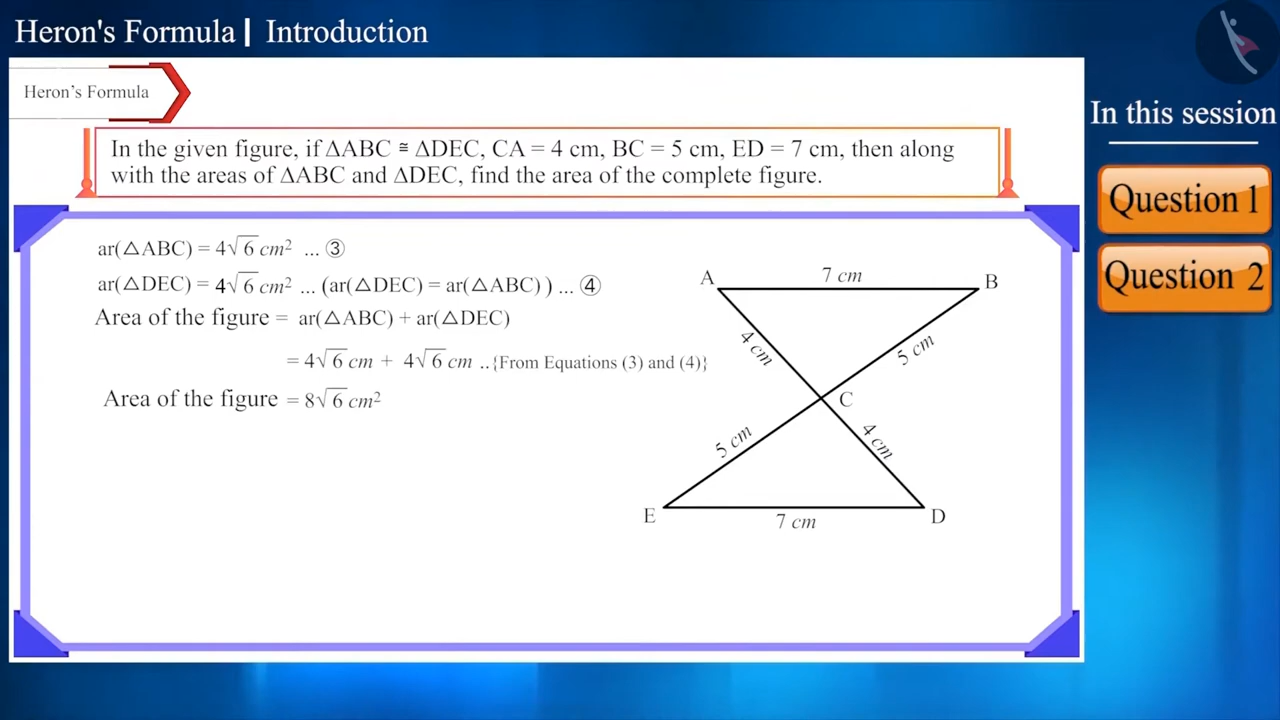 Heron's Formula | Introduction
Heron's Formula
In this session
In the given figure, if △ABC ≅ △DEC, CA = 4 cm, BC = 5 cm, ED = 7 cm, then along
with the areas of △ABC and △DEC, find the area of the complete figure.
Question 1
Question 2
ar(△ABC) = 4√6 cm² ... ③
ar(△DEC) = 4√6 cm² ... (ar(△DEC) = ar(△ABC) ) ... ④
Area of the figure = ar(△ABC) + ar(△DEC)
= 4√6 cm + 4√6 cm ..{From Equations (3) and (4)}
Area of the figure = 8√6 cm²
A
7 cm
B
4 cm
5 cm
C
5 cm
4 cm
E
7 cm
D